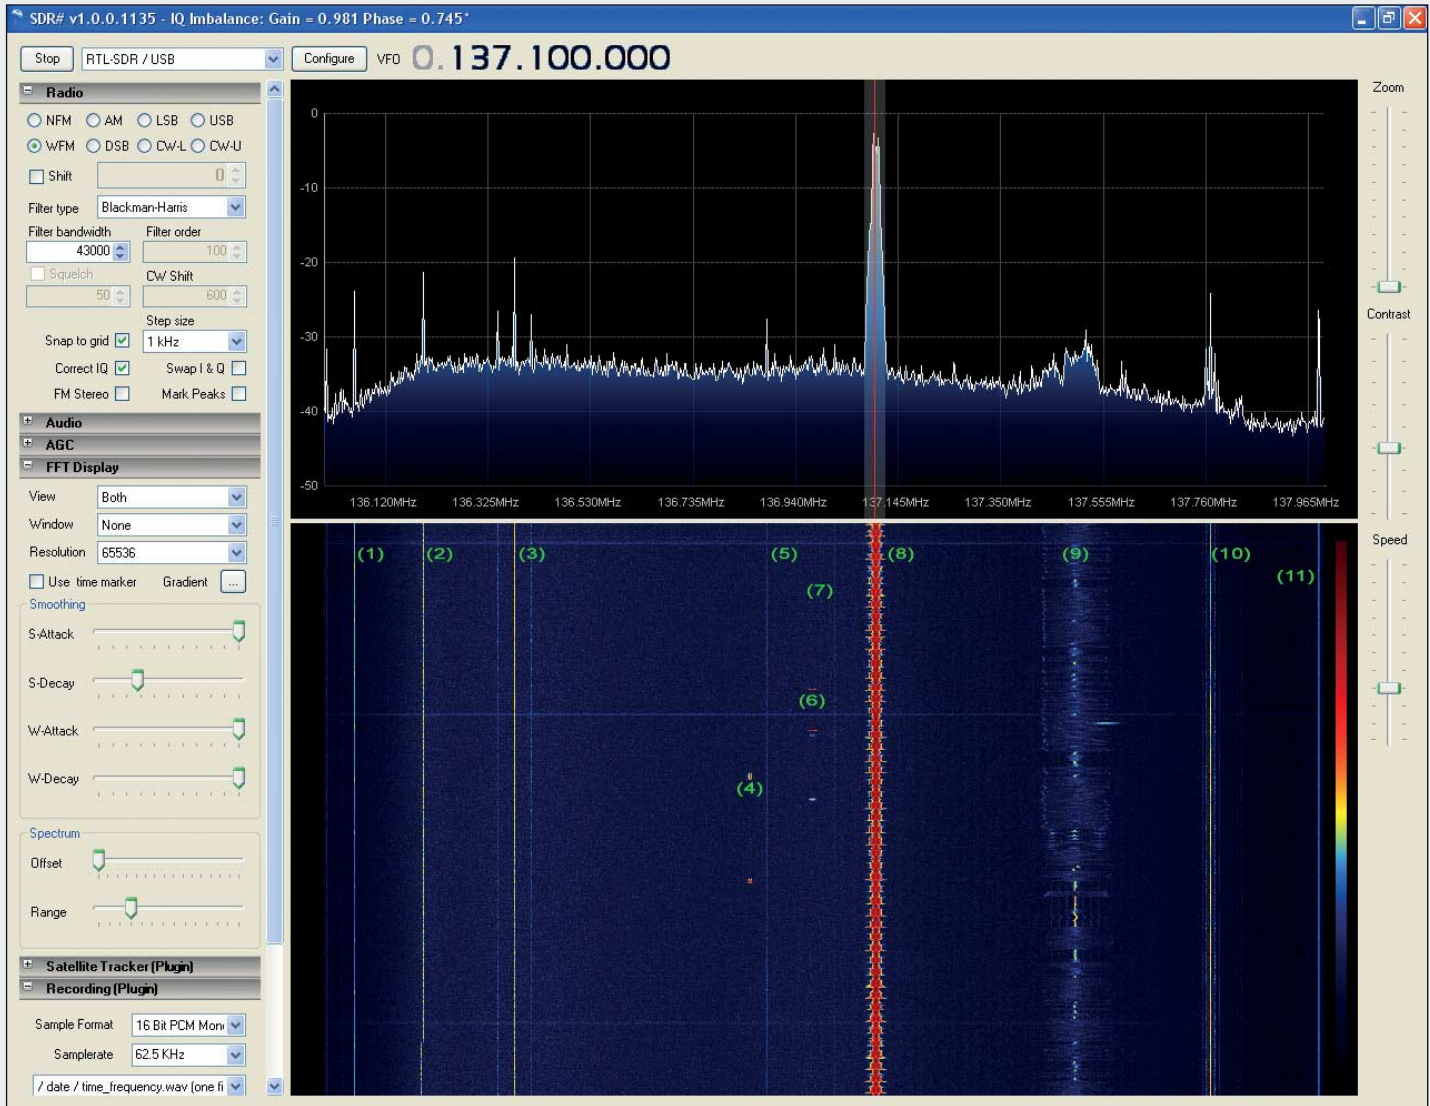 SDR# v1.0.0.1135 - IQ Imbalance: Gain = 0.981 Phase = 0.745°
Stop
RTL-SDR / USB
Configure
VFO
0.137.100.000
Radio
NFM AM LSB USB
WFM DSB CW-L CW-U
Shift 0
Filter type Blackman-Harris
Filter bandwidth Filter order
43000 100
Squelch CW Shift
50 600
Step size
Snap to grid 1 kHz
Correct IQ Swap I & Q
FM Stereo Mark Peaks
Audio
AGC
FFT Display
View Both
Window None
Resolution 65536
Use time marker Gradient ...
Smoothing
S-Attack
S-Decay
W-Attack
W-Decay
Spectrum
Offset
Range
Satellite Tracker (Plugin)
Recording (Plugin)
Sample Format 16 Bit PCM Mon
Samplerate 62.5 KHz
/ date / time_frequency.wav (one fi
0
-10
-20
-30
-40
-50
136.120MHz 136.325MHz 136.530MHz 136.735MHz 136.940MHz 137.145MHz 137.350MHz 137.555MHz 137.760MHz 137.965MHz
(1) (2) (3) (5) (8) (9) (10)
(11)
(7)
(6)
(4)
Zoom
Contrast
Speed